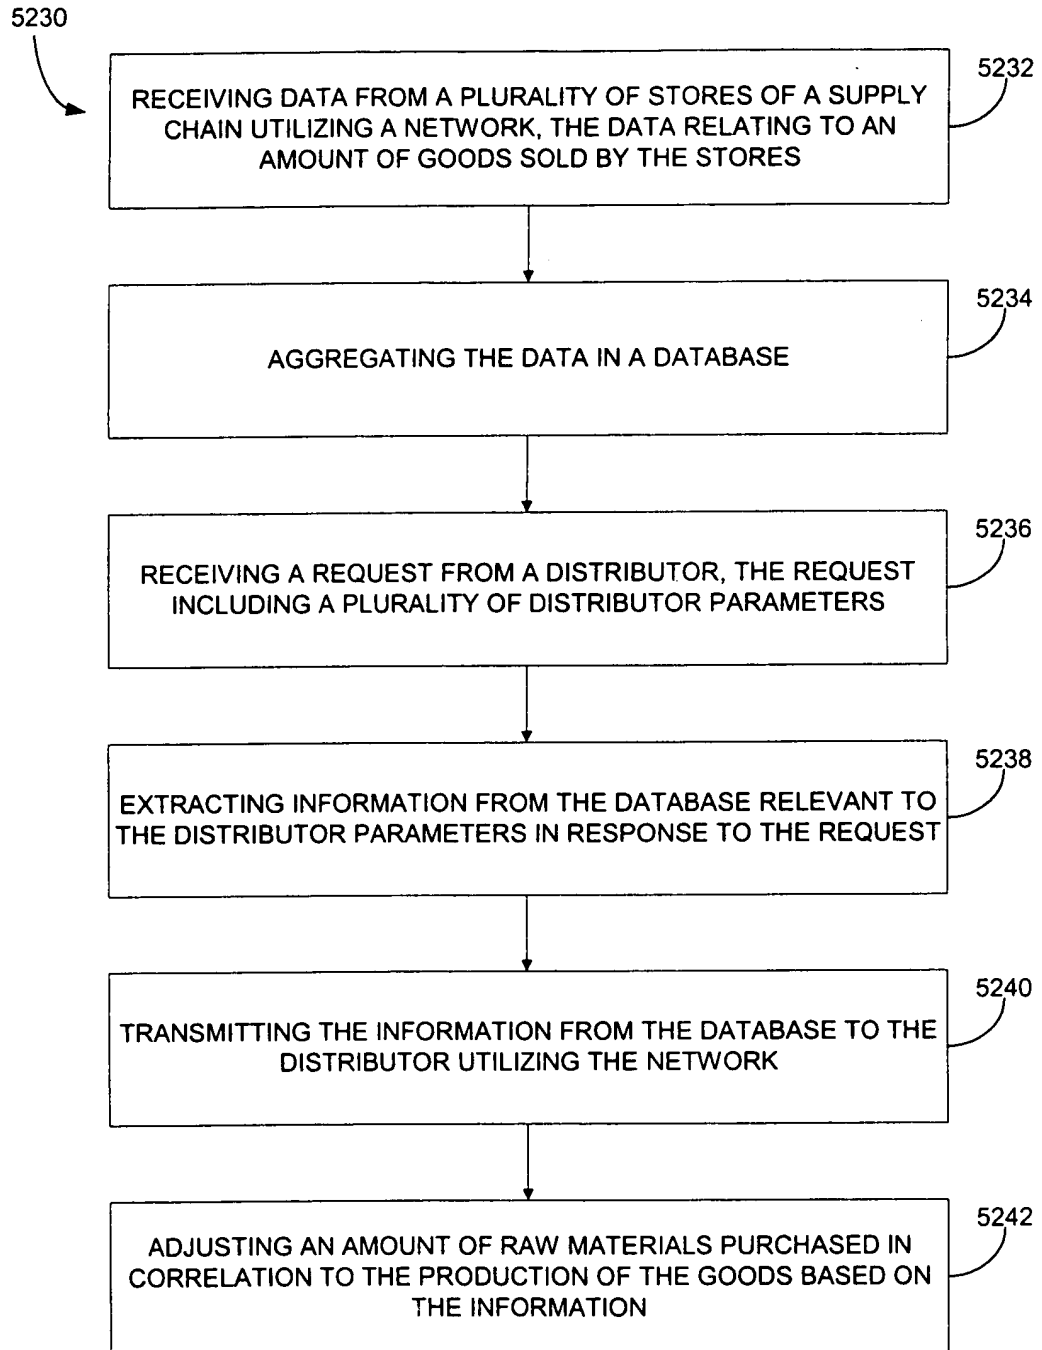 5230
5232
RECEIVING DATA FROM A PLURALITY OF STORES OF A SUPPLY
CHAIN UTILIZING A NETWORK, THE DATA RELATING TO AN
AMOUNT OF GOODS SOLD BY THE STORES
5234
AGGREGATING THE DATA IN A DATABASE
5236
RECEIVING A REQUEST FROM A DISTRIBUTOR, THE REQUEST
INCLUDING A PLURALITY OF DISTRIBUTOR PARAMETERS
5238
EXTRACTING INFORMATION FROM THE DATABASE RELEVANT TO
THE DISTRIBUTOR PARAMETERS IN RESPONSE TO THE REQUEST
5240
TRANSMITTING THE INFORMATION FROM THE DATABASE TO THE
DISTRIBUTOR UTILIZING THE NETWORK
5242
ADJUSTING AN AMOUNT OF RAW MATERIALS PURCHASED IN
CORRELATION TO THE PRODUCTION OF THE GOODS BASED ON
THE INFORMATION